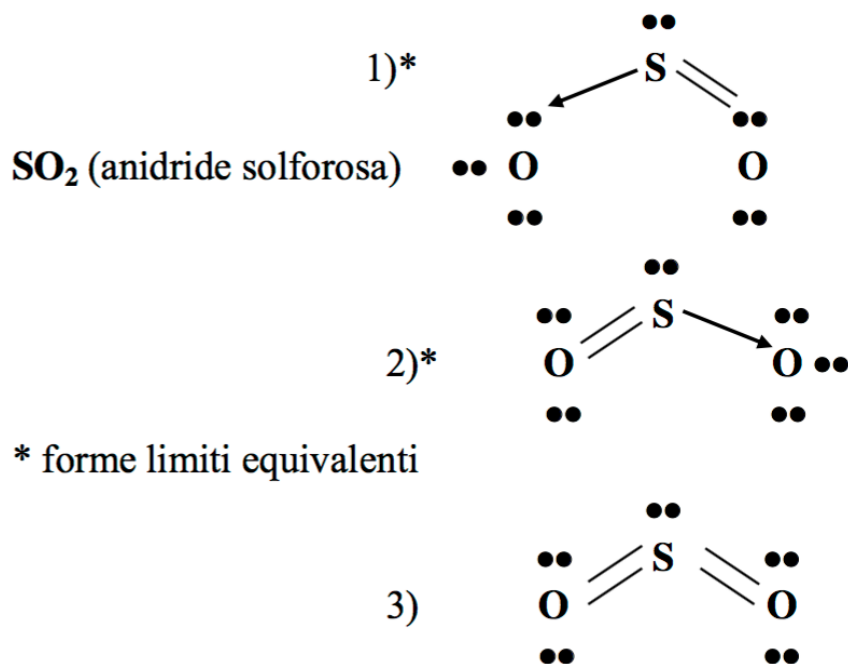 1)*
S
SO₂ (anidride solforosa)
O
O
S
2)*
O
O
* forme limiti equivalenti
S
3)
O
O